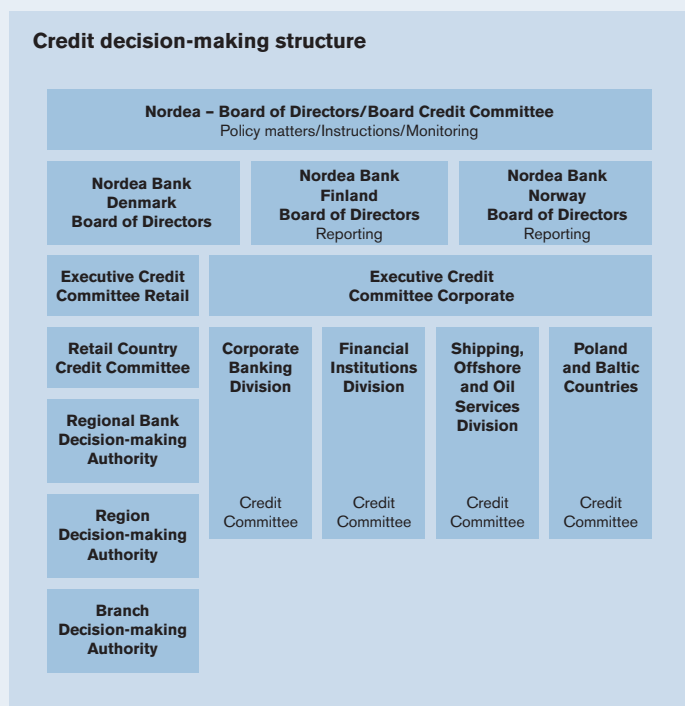 Credit decision-making structure
Nordea – Board of Directors/Board Credit Committee
Policy matters/Instructions/Monitoring
Nordea Bank
Denmark
Board of Directors
Nordea Bank
Finland
Board of Directors
Reporting
Nordea Bank
Norway
Board of Directors
Reporting
Executive Credit
Committee Retail
Executive Credit
Committee Corporate
Retail Country
Credit Committee
Regional Bank
Decision-making
Authority
Region
Decision-making
Authority
Branch
Decision-making
Authority
Corporate
Banking
Division
Credit
Committee
Financial
Institutions
Division
Credit
Committee
Shipping,
Offshore
and Oil
Services
Division
Credit
Committee
Poland
and Baltic
Countries
Credit
Committee